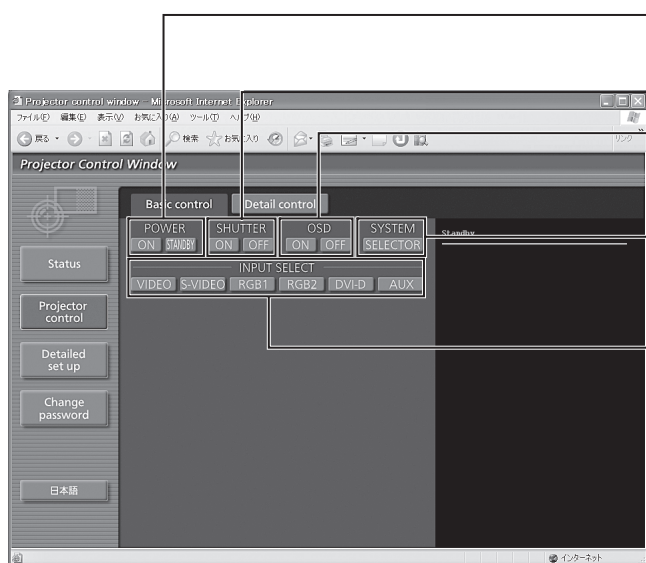 Projector control window - Microsoft Internet Explorer
ファイル(F) 編集(E) 表示(V) お気に入り(A) ツール(T) ヘルプ(H)
戻る 検索 お気に入り リンク
Projector Control Window
Basic control Detail control
POWER SHUTTER OSD SYSTEM
ON STANDBY ON OFF ON OFF SELECTOR
Standby
INPUT SELECT
VIDEO S-VIDEO RGB1 RGB2 DVI-D AUX
Status
Projector
control
Detailed
set up
Change
password
日本語
インターネット